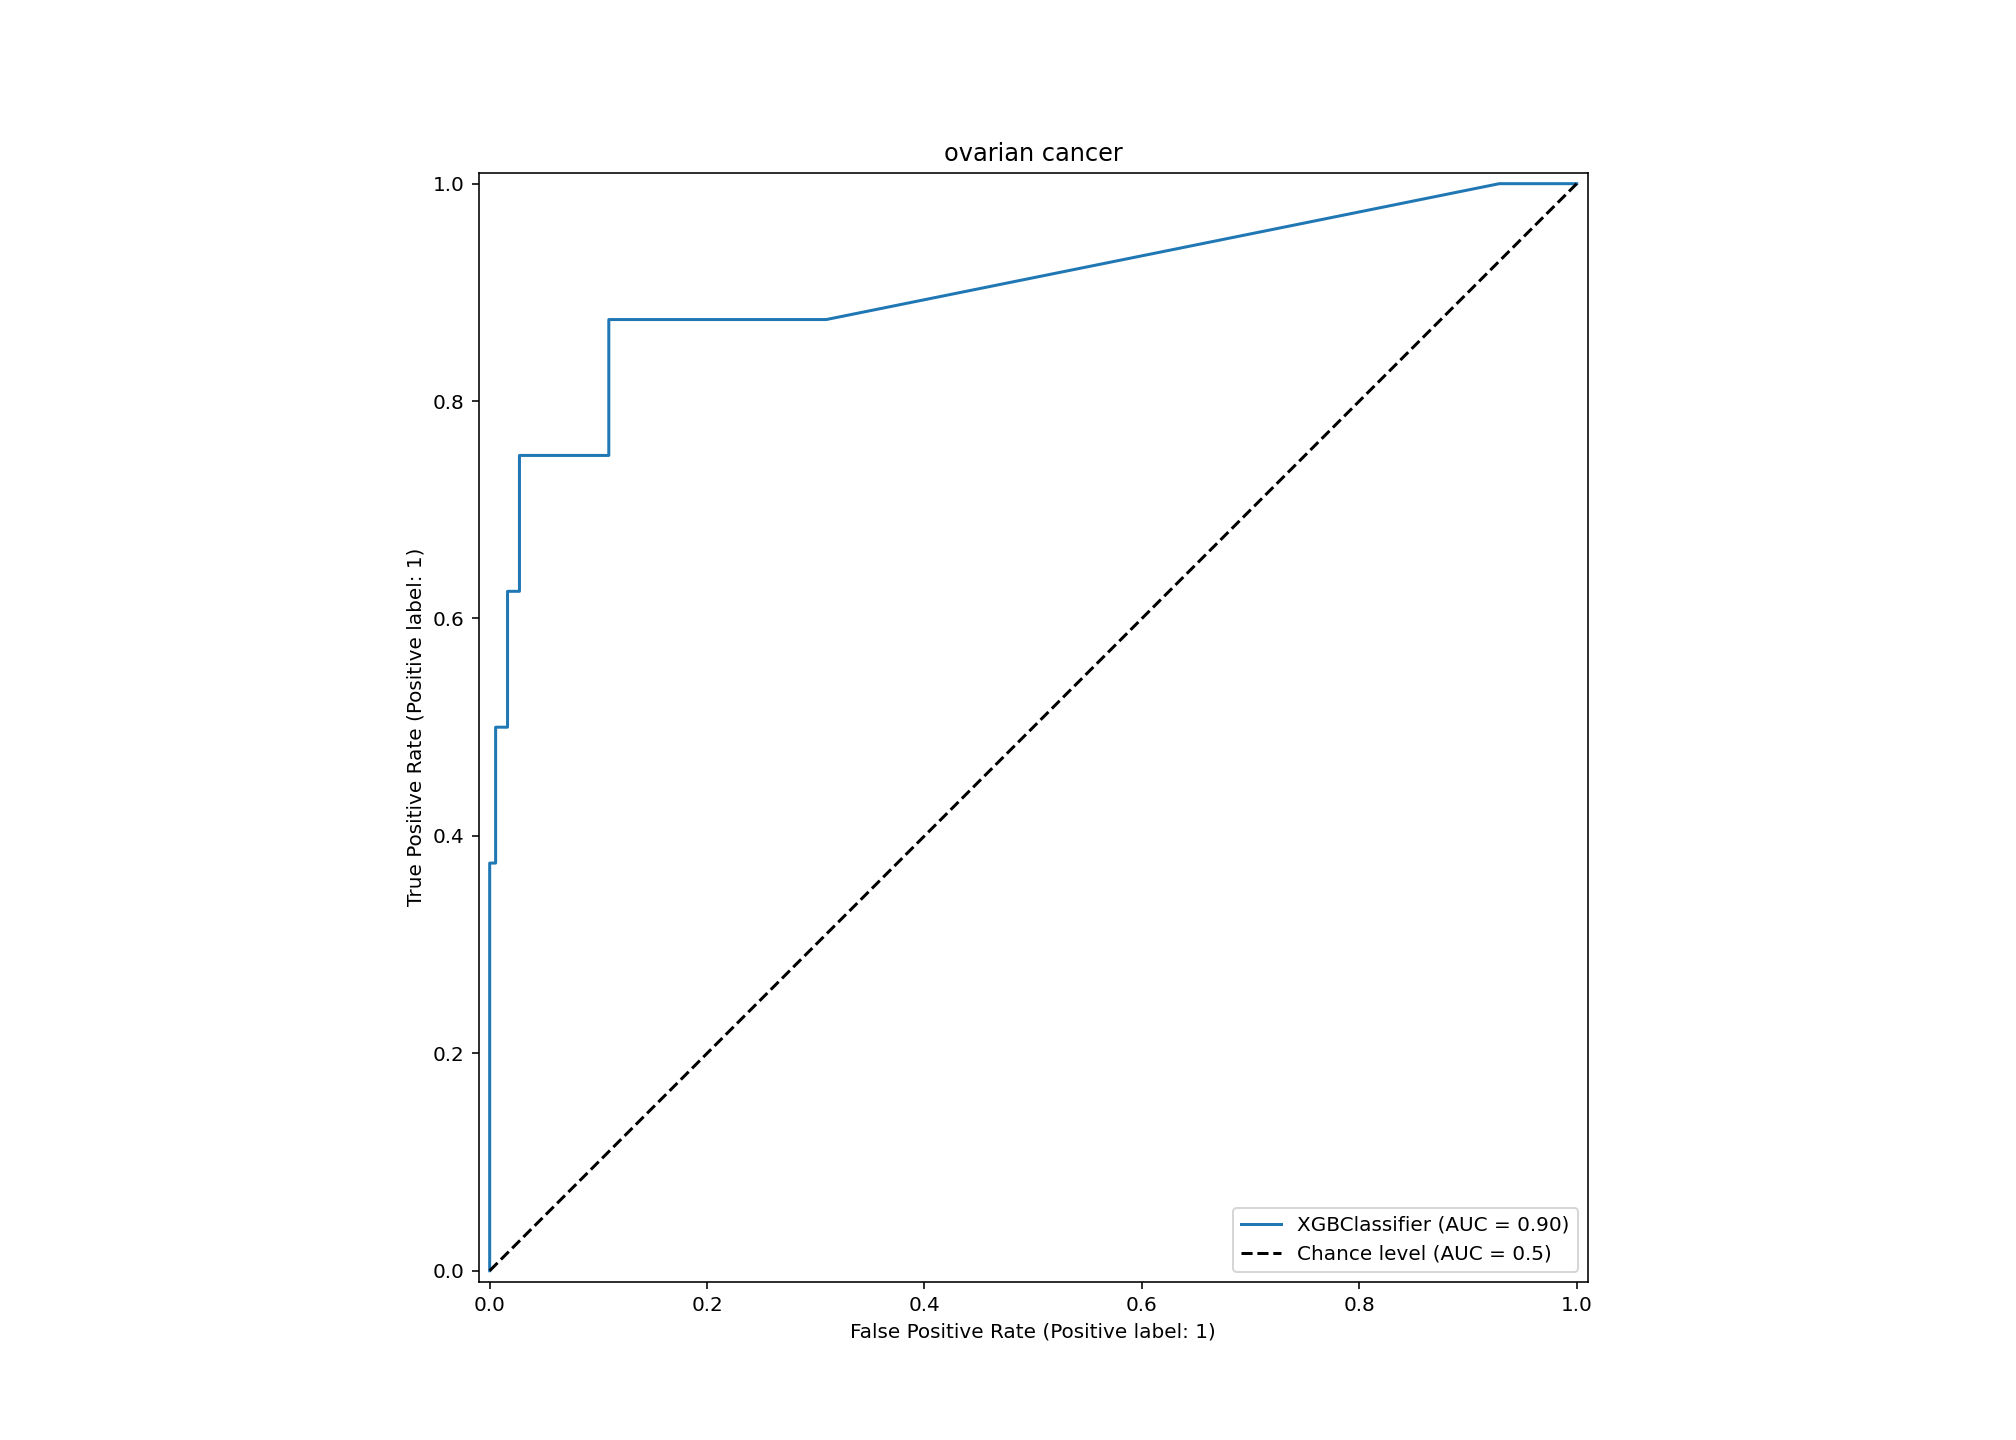 ovarian cancer
1.0
0.8
0.6
0.4
0.2
0.0
True Positive Rate (Positive label: 1)
XGBClassifier (AUC = 0.90)
Chance level (AUC = 0.5)
0.0 0.2 0.4 0.6 0.8 1.0
False Positive Rate (Positive label: 1)